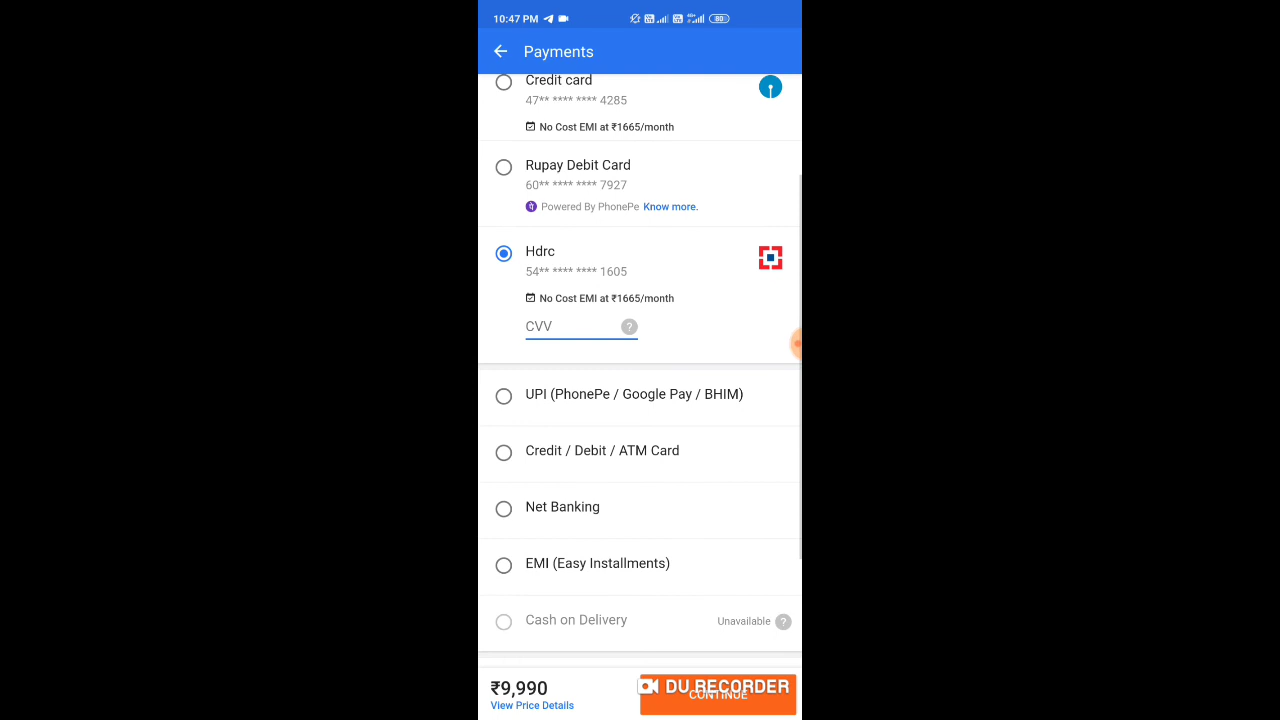 10:47 PM
80
Payments
Credit card
47** **** **** 4285
No Cost EMI at ₹1665/month
Rupay Debit Card
60** **** **** 7927
Powered By PhonePe Know more.
Hdrc
54** **** **** 1605
No Cost EMI at ₹1665/month
CVV ?
UPI (PhonePe / Google Pay / BHIM)
Credit / Debit / ATM Card
Net Banking
EMI (Easy Installments)
Cash on Delivery Unavailable ?
₹9,990
View Price Details
DU RECORDER
CONTINUE